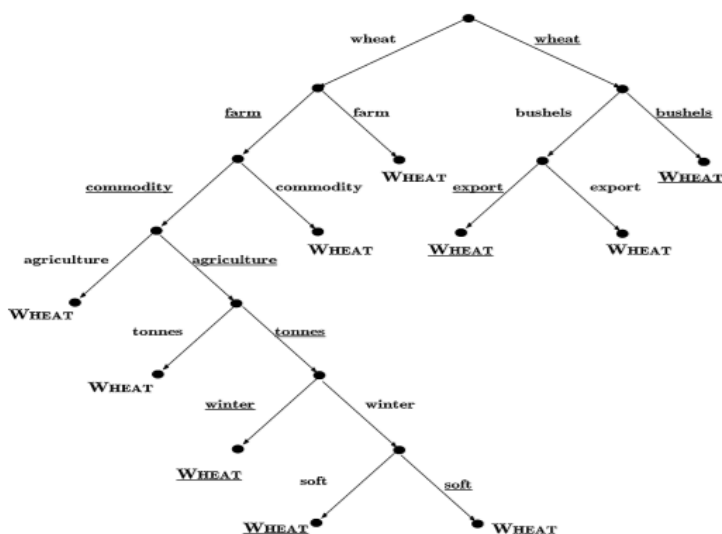 wheat wheat
farm farm bushels bushels
commodity commodity WHEAT export export WHEAT
agriculture agriculture WHEAT WHEAT WHEAT
WHEAT tonnes tonnes
WHEAT winter winter
WHEAT soft soft
WHEAT WHEAT